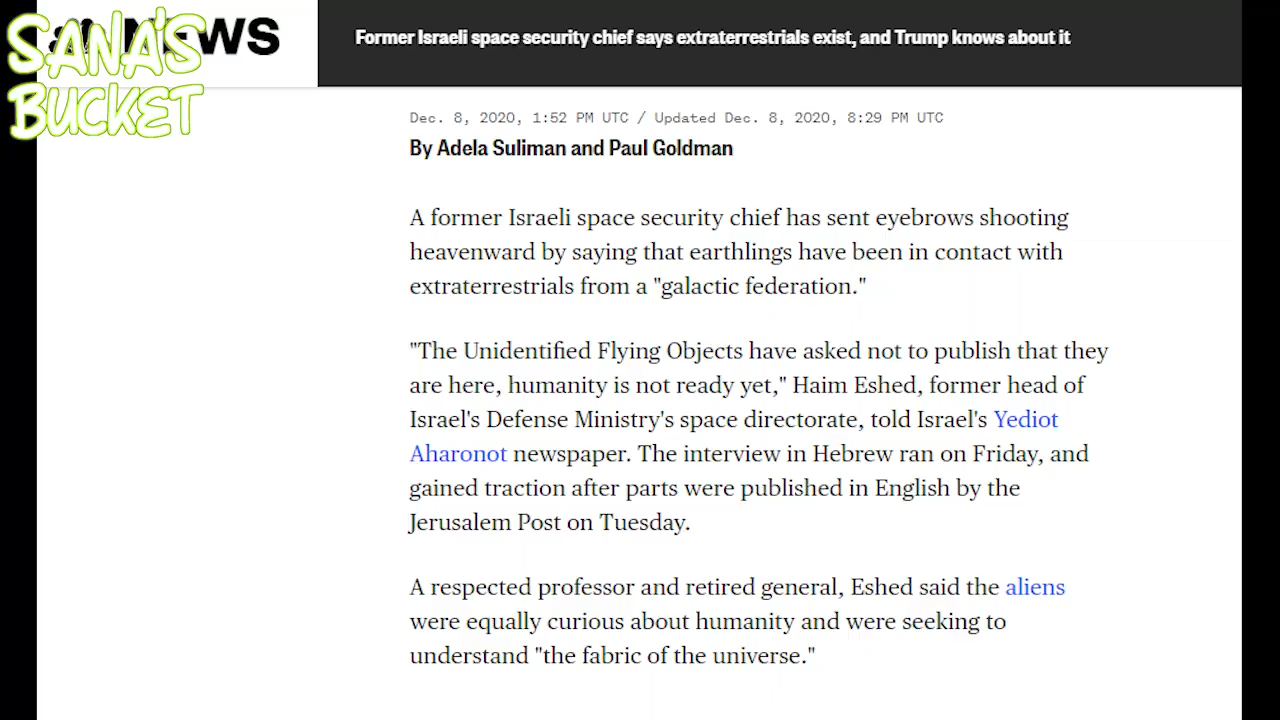 SANA'S
BUCKET
NEWS
Former Israeli space security chief says extraterrestrials exist, and Trump knows about it
Dec. 8, 2020, 1:52 PM UTC / Updated Dec. 8, 2020, 8:29 PM UTC
By Adela Suliman and Paul Goldman
A former Israeli space security chief has sent eyebrows shooting
heavenward by saying that earthlings have been in contact with
extraterrestrials from a "galactic federation."
"The Unidentified Flying Objects have asked not to publish that they
are here, humanity is not ready yet," Haim Eshed, former head of
Israel's Defense Ministry's space directorate, told Israel's Yediot
Aharonot newspaper. The interview in Hebrew ran on Friday, and
gained traction after parts were published in English by the
Jerusalem Post on Tuesday.
A respected professor and retired general, Eshed said the aliens
were equally curious about humanity and were seeking to
understand "the fabric of the universe."